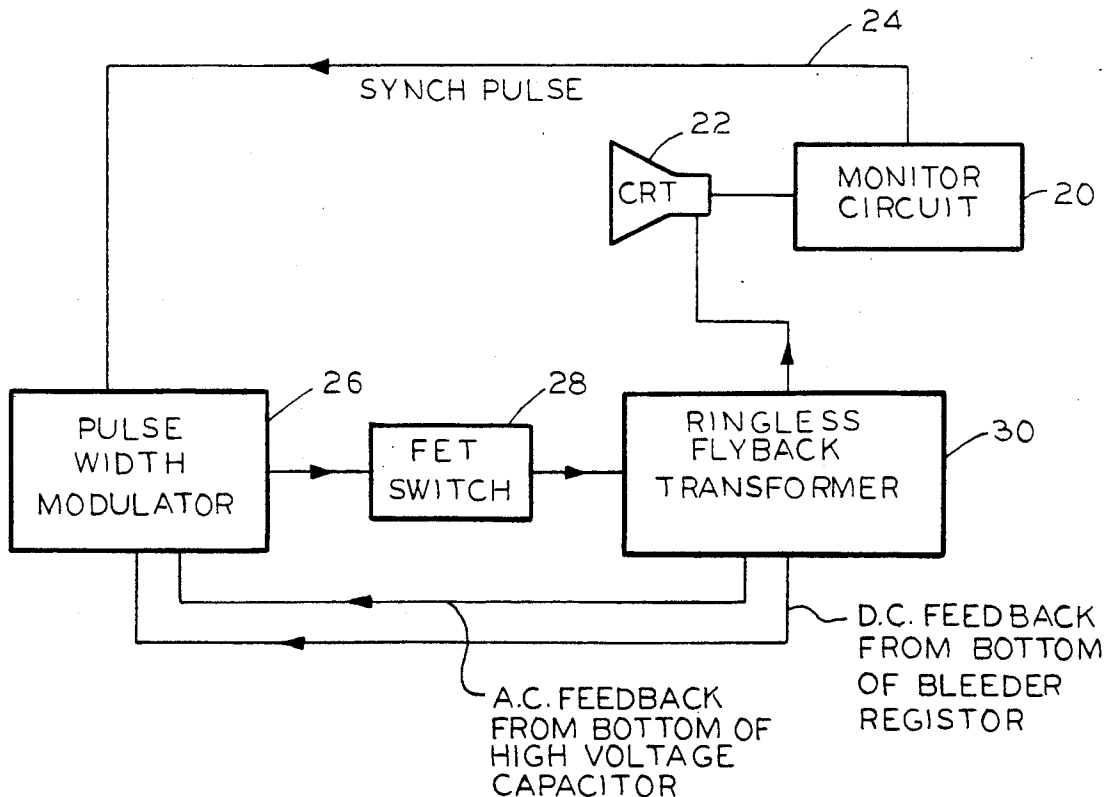 24
SYNCH PULSE
22
CRT
MONITOR
CIRCUIT
20
26
28
PULSE
WIDTH
MODULATOR
FET
SWITCH
RINGLESS
FLYBACK
TRANSFORMER
30
A.C. FEEDBACK
FROM BOTTOM OF
HIGH VOLTAGE
CAPACITOR
D.C. FEEDBACK
FROM BOTTOM
OF BLEEDER
REGISTOR